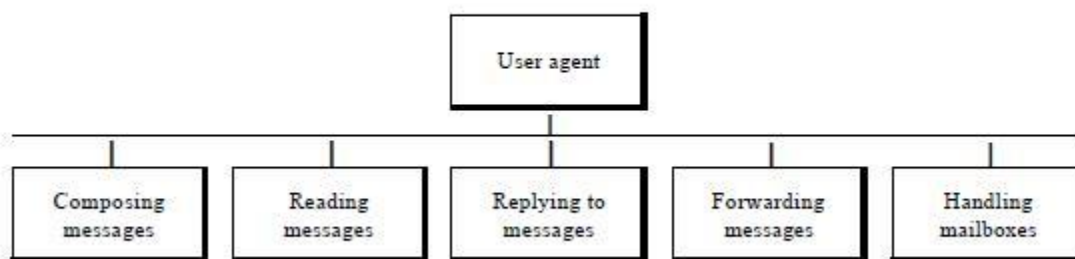 User agent
Composing
messages
Reading
messages
Replying to
messages
Forwarding
messages
Handling
mailboxes